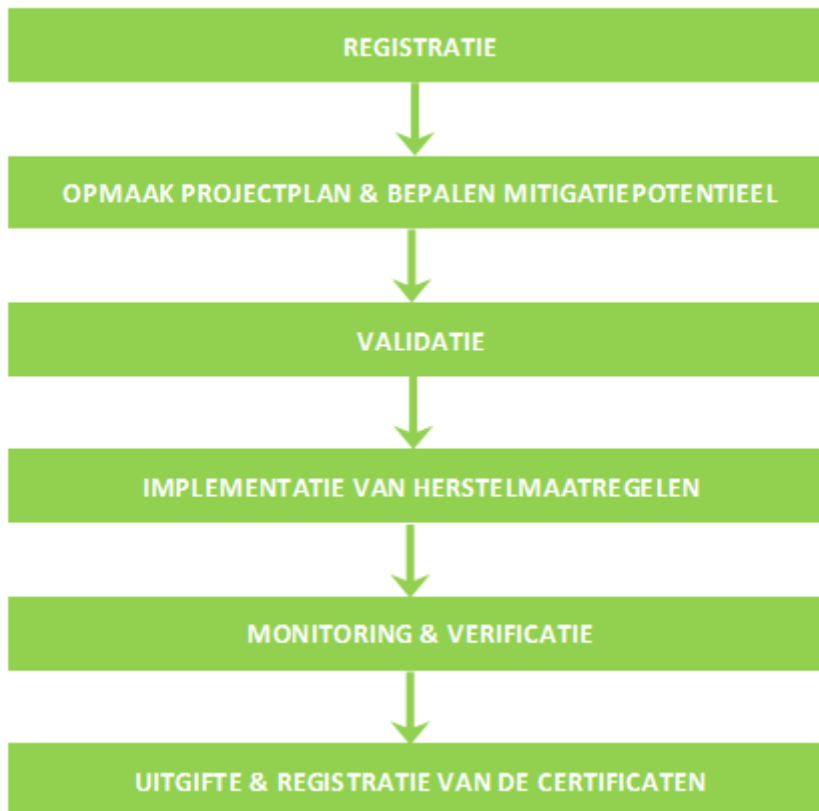 REGISTRATIE
OPMAAK PROJECTPLAN & BEPALEN MITIGATIEPOTENTIEEL
VALIDATIE
IMPLEMENTATIE VAN HERSTELMAATREGELEN
MONITORING & VERIFICATIE
UITGIFTE & REGISTRATIE VAN DE CERTIFICATEN